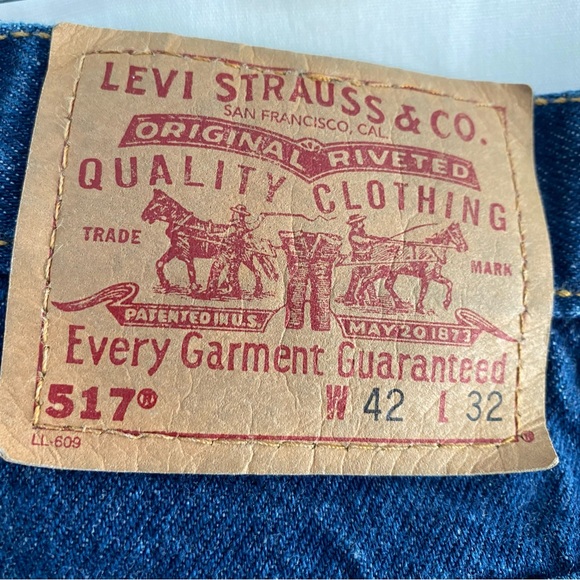 LEVI STRAUSS & CO.
SAN FRANCISCO, CAL.
ORIGINAL RIVETED
QUALITY CLOTHING
TRADE MARK
PATENTED IN U.S. MAY 20 1873
Every Garment Guaranteed
517® W 42 L 32
LL-609 ®